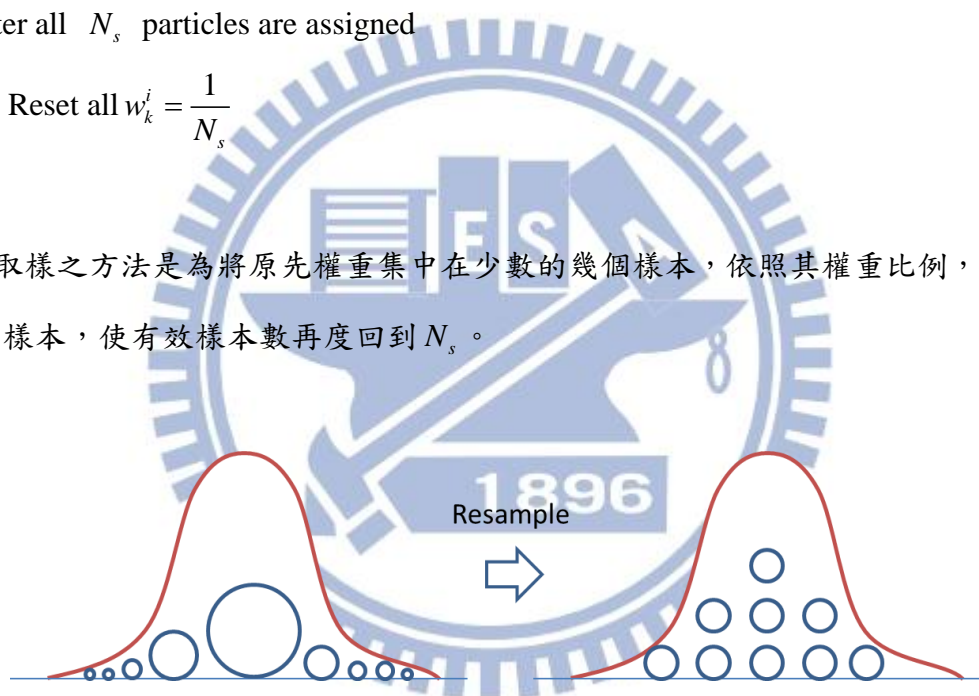 ter all N_s particles are assigned
Reset all w_k^i = 1/N_s
取樣之方法是為將原先權重集中在少數的幾個樣本，依照其權重比例，
樣本，使有效樣本數再度回到 N_s。
E S A
8
1896
Resample